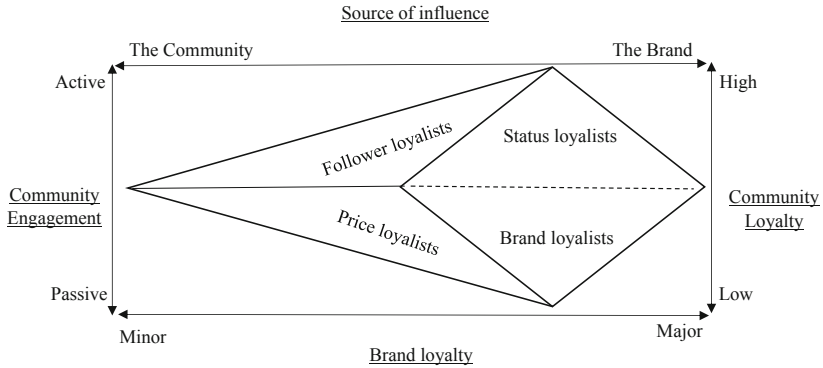 Source of influence
The Community
The Brand
Active
High
Follower loyalists
Status loyalists
Community
Engagement
Community
Loyalty
Price loyalists
Brand loyalists
Passive
Low
Minor
Major
Brand loyalty